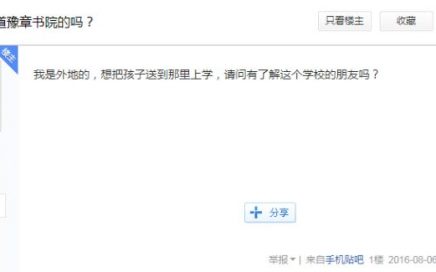 道豫章书院的吗？
只看楼主
收藏
楼主
我是外地的，想把孩子送到那里上学，请问有了解这个学校的朋友吗？
分享
举报 | 来自手机贴吧 1楼 2016-08-06